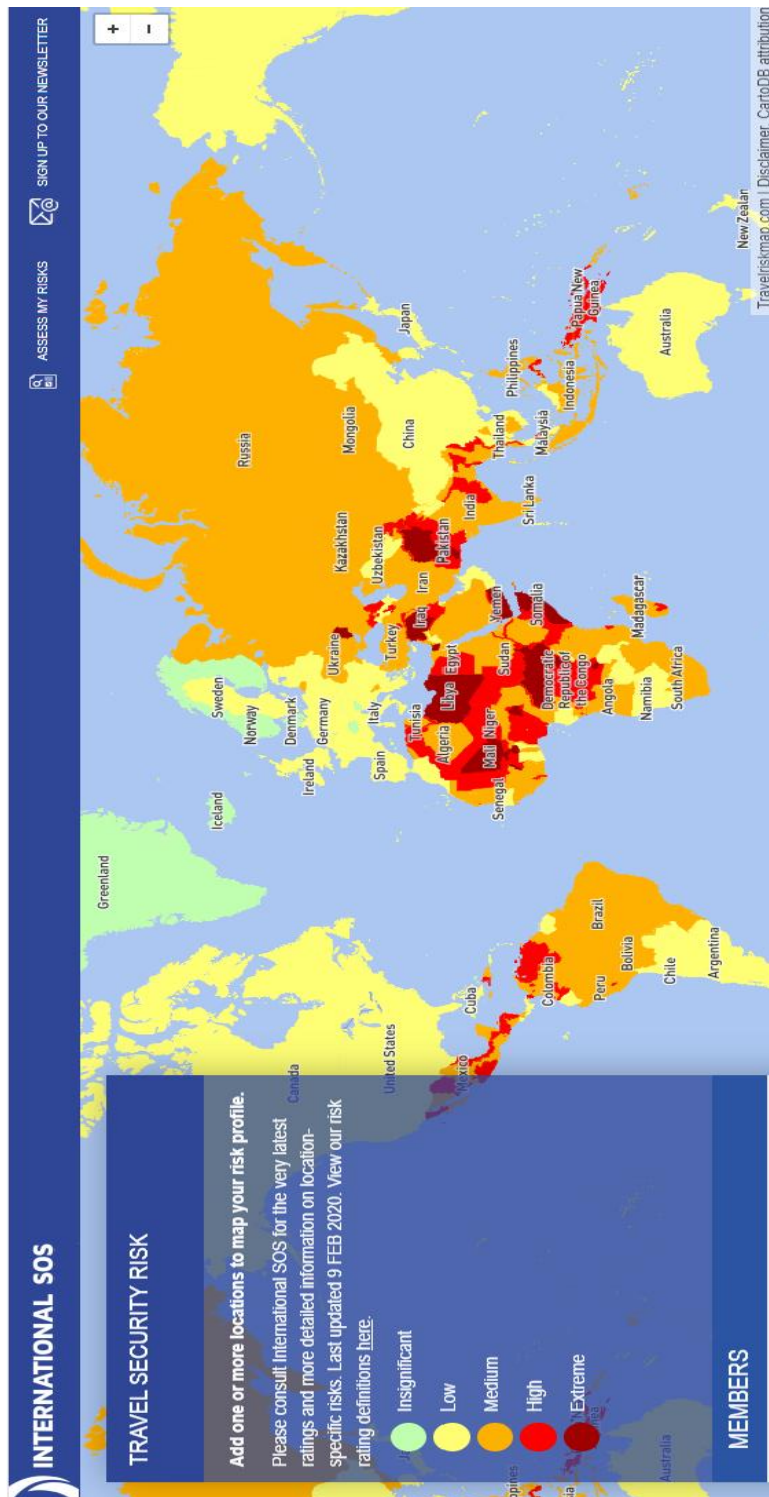 INTERNATIONAL SOS
ASSESS MY RISKS
SIGN UP TO OUR NEWSLETTER
TRAVEL SECURITY RISK
Add one or more locations to map your risk profile.
Please consult International SOS for the very latest
ratings and more detailed information on location-
specific risks. Last updated 9 FEB 2020. View our risk
rating definitions here.
Insignificant
Low
Medium
High
Extreme
MEMBERS
+
-
Greenland
Iceland
Canada
United States
Mexico
Cuba
Colombia
Peru
Brazil
Bolivia
Chile
Argentina
Sweden
Norway
Denmark
Ireland
Germany
Spain
Italy
Ukraine
Turkey
Russia
Kazakhstan
Mongolia
Uzbekistan
China
Japan
Tunisia
Algeria
Libya
Egypt
Iraq
Iran
Pakistan
India
Mali
Niger
Sudan
Yemen
Senegal
Somalia
Sri Lanka
Thailand
Philippines
Malaysia
Indonesia
Papua New
Guinea
Democratic
Republic of
the Congo
Angola
Namibia
Madagascar
South Africa
Australia
New Zealan
Australia
Travelriskmap.com | Disclaimer CartoDB attribution